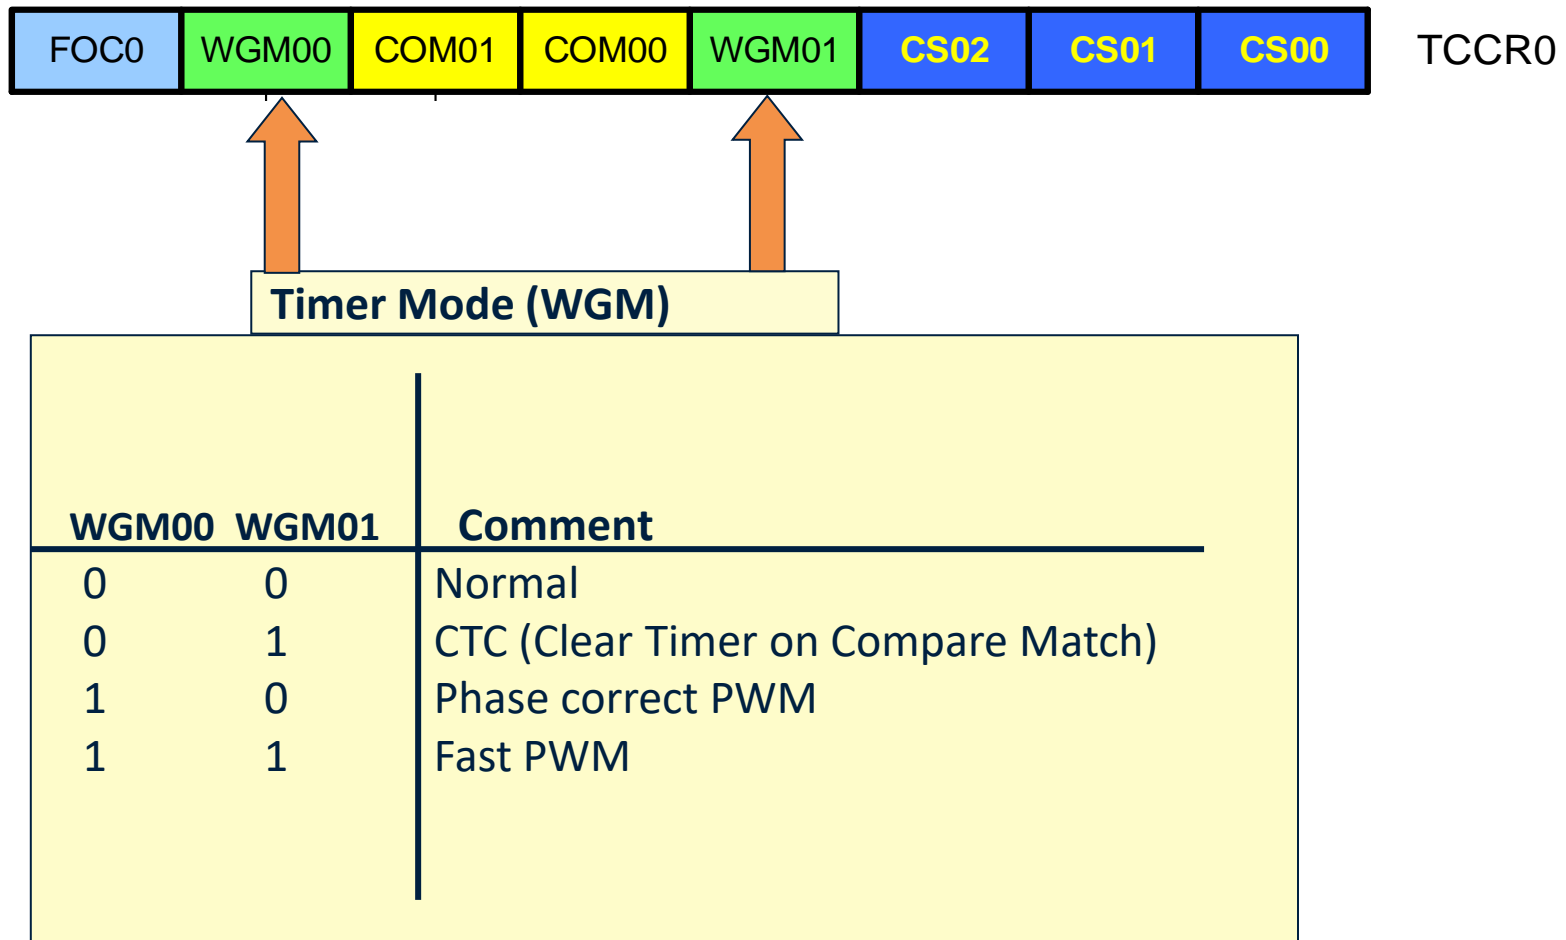 FOC0 WGM00 COM01 COM00 WGM01 CS02 CS01 CS00 TCCR0
Timer Mode (WGM)
WGM00 WGM01 Comment
0 0 Normal
0 1 CTC (Clear Timer on Compare Match)
1 0 Phase correct PWM
1 1 Fast PWM